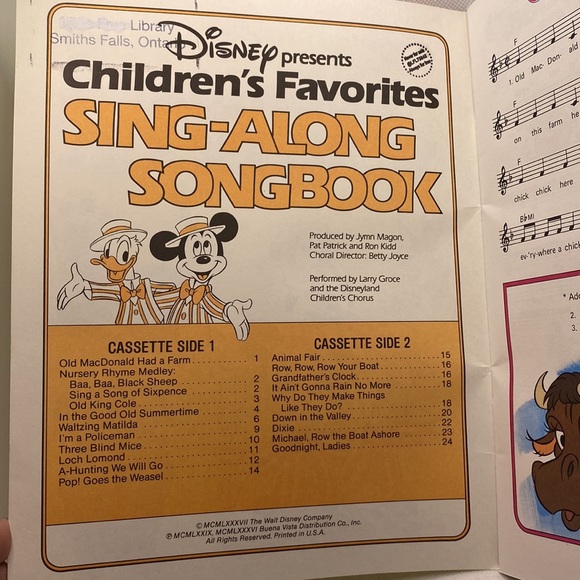 Library
Smiths Falls, Ontario
Disney presents
Children's Favorites
SING-ALONG
SONGBOOK
Produced by Jymn Magon,
Pat Patrick and Ron Kidd
Choral Director: Betty Joyce
Performed by Larry Groce
and the Disneyland
Children's Chorus
CASSETTE SIDE 1
Old MacDonald Had a Farm . . . . . . . . . . 1
Nursery Rhyme Medley:
Baa, Baa, Black Sheep . . . . . . . . . . 2
Sing a Song of Sixpence . . . . . . . . . . 2
Old King Cole . . . . . . . . . . 3
In the Good Old Summertime . . . . . . . . . . 4
Waltzing Matilda . . . . . . . . . . 6
I'm a Policeman . . . . . . . . . . 9
Three Blind Mice . . . . . . . . . . 10
Loch Lomond . . . . . . . . . . 11
A-Hunting We Will Go . . . . . . . . . . 12
Pop! Goes the Weasel . . . . . . . . . . 14
CASSETTE SIDE 2
Animal Fair . . . . . . . . . . 15
Row, Row, Row Your Boat . . . . . . . . . . 16
Grandfather's Clock . . . . . . . . . . 16
It Ain't Gonna Rain No More . . . . . . . . . . 18
Why Do They Make Things
Like They Do? . . . . . . . . . . 18
Down in the Valley . . . . . . . . . . 20
Dixie . . . . . . . . . . 22
Michael, Row the Boat Ashore . . . . . . . . . . 23
Goodnight, Ladies . . . . . . . . . . 24
© MCMLXXXVII The Walt Disney Company
℗ MCMLXXIX, MCMLXXXVI Buena Vista Distribution Co., Inc.
All Rights Reserved. Printed in U.S.A.
F
1. Old Mac- Don- ald
F
on this farm he
F
chick chick here
B♭MI
ev-'ry-where a chick
* Ade
2.
3.